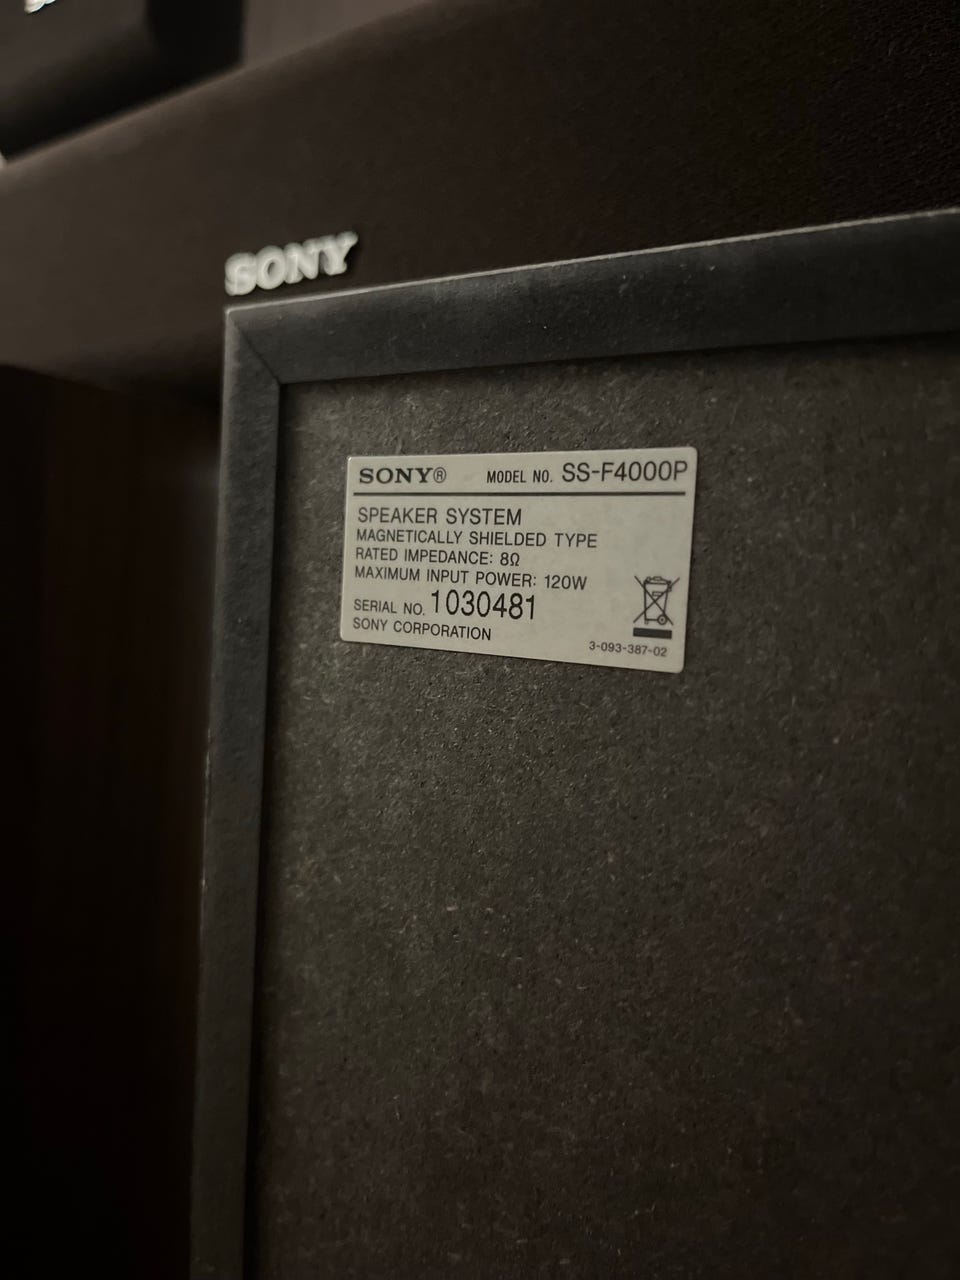 SONY
SONY® MODEL NO. SS-F4000P
SPEAKER SYSTEM
MAGNETICALLY SHIELDED TYPE
RATED IMPEDANCE: 8Ω
MAXIMUM INPUT POWER: 120W
SERIAL NO. 1030481
SONY CORPORATION
3-093-387-02